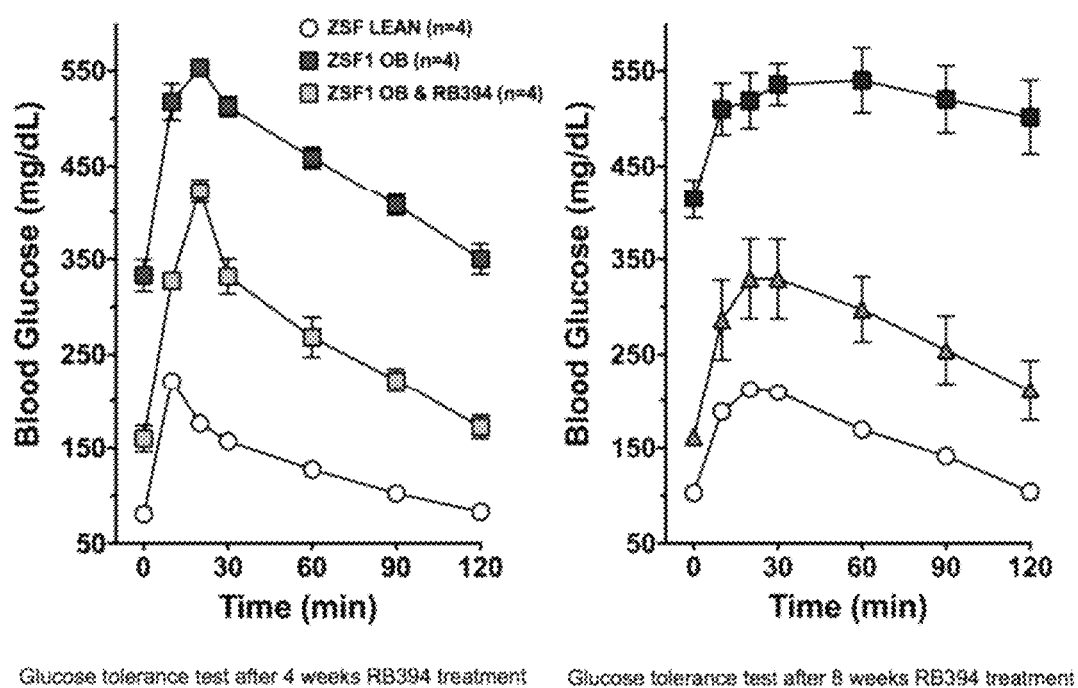 ZSF LEAN (n=4)
ZSF1 OB (n=4)
ZSF1 OB & RB394 (n=4)
Blood Glucose (mg/dL)
550
450
350
250
150
50
0 30 60 90 120
Time (min)
Glucose tolerance test after 4 weeks RB394 treatment
Blood Glucose (mg/dL)
550
450
350
250
150
50
0 30 60 90 120
Time (min)
Glucose tolerance test after 8 weeks RB394 treatment